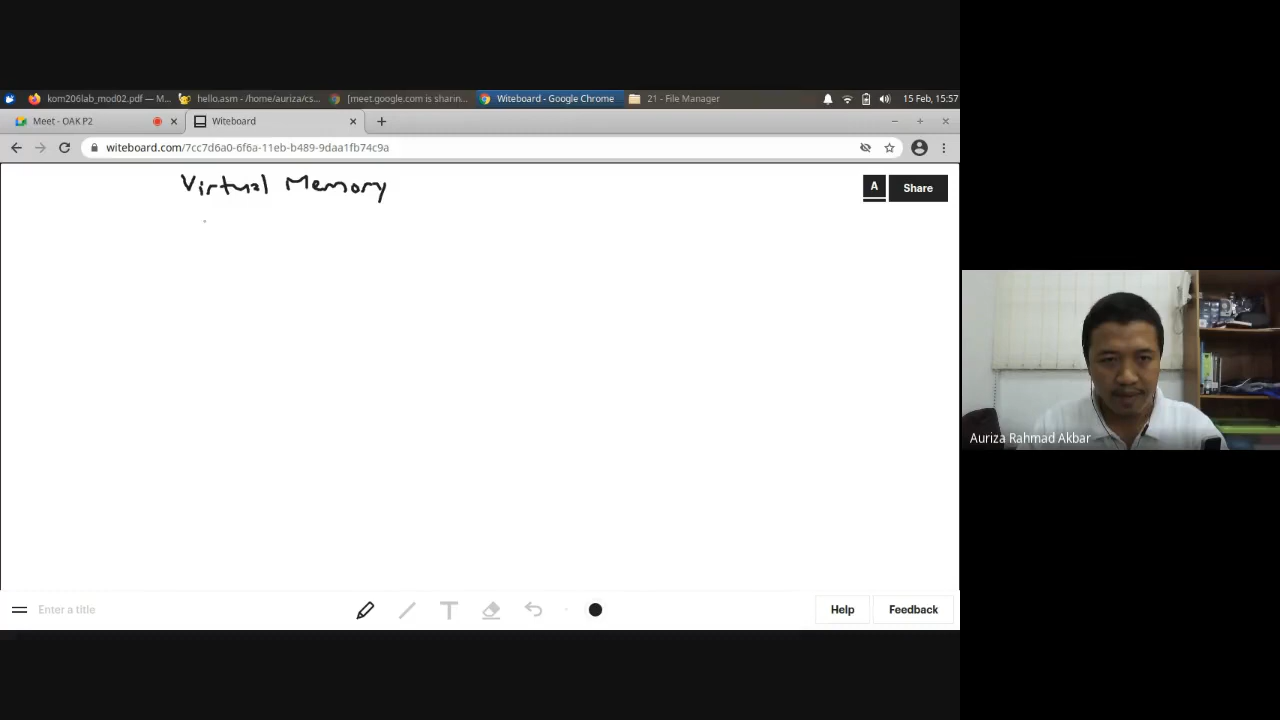 kom206lab_mod02.pdf — M...
hello.asm - /home/auriza/cs...
[meet.google.com is sharin...
Witeboard - Google Chrome
21 - File Manager
15 Feb, 15:57
Meet - OAK P2
Witeboard
witeboard.com/7cc7d6a0-6f6a-11eb-b489-9daa1fb74c9a
Virtual Memory
A
Share
Auriza Rahmad Akbar
Enter a title
T
Help
Feedback